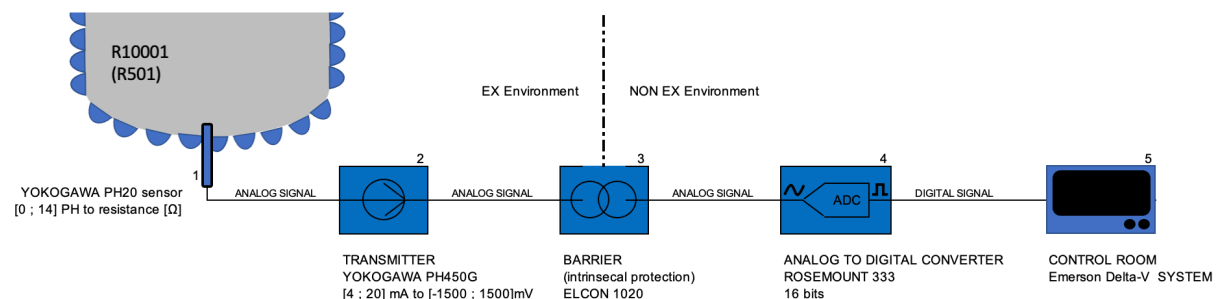 R10001
(R501)
EX Environment
NON EX Environment
1
2
3
4
5
YOKOGAWA PH20 sensor
[0 ; 14] PH to resistance [Ω]
ANALOG SIGNAL
ANALOG SIGNAL
ANALOG SIGNAL
ADC
DIGITAL SIGNAL
TRANSMITTER
YOKOGAWA PH450G
[4 ; 20] mA to [-1500 ; 1500]mV
BARRIER
(intrinsecal protection)
ELCON 1020
ANALOG TO DIGITAL CONVERTER
ROSEMOUNT 333
16 bits
CONTROL ROOM
Emerson Delta-V SYSTEM